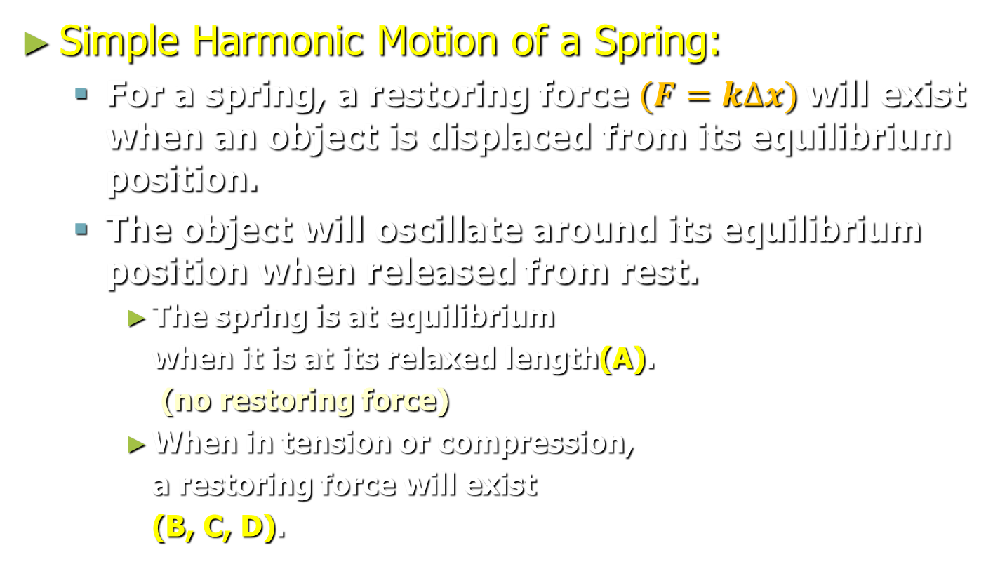 ► Simple Harmonic Motion of a Spring:
▪ For a spring, a restoring force (F = kΔx) will exist
when an object is displaced from its equilibrium
position.
▪ The object will oscillate around its equilibrium
position when released from rest.
► The spring is at equilibrium
when it is at its relaxed length(A).
(no restoring force)
► When in tension or compression,
a restoring force will exist
(B, C, D).